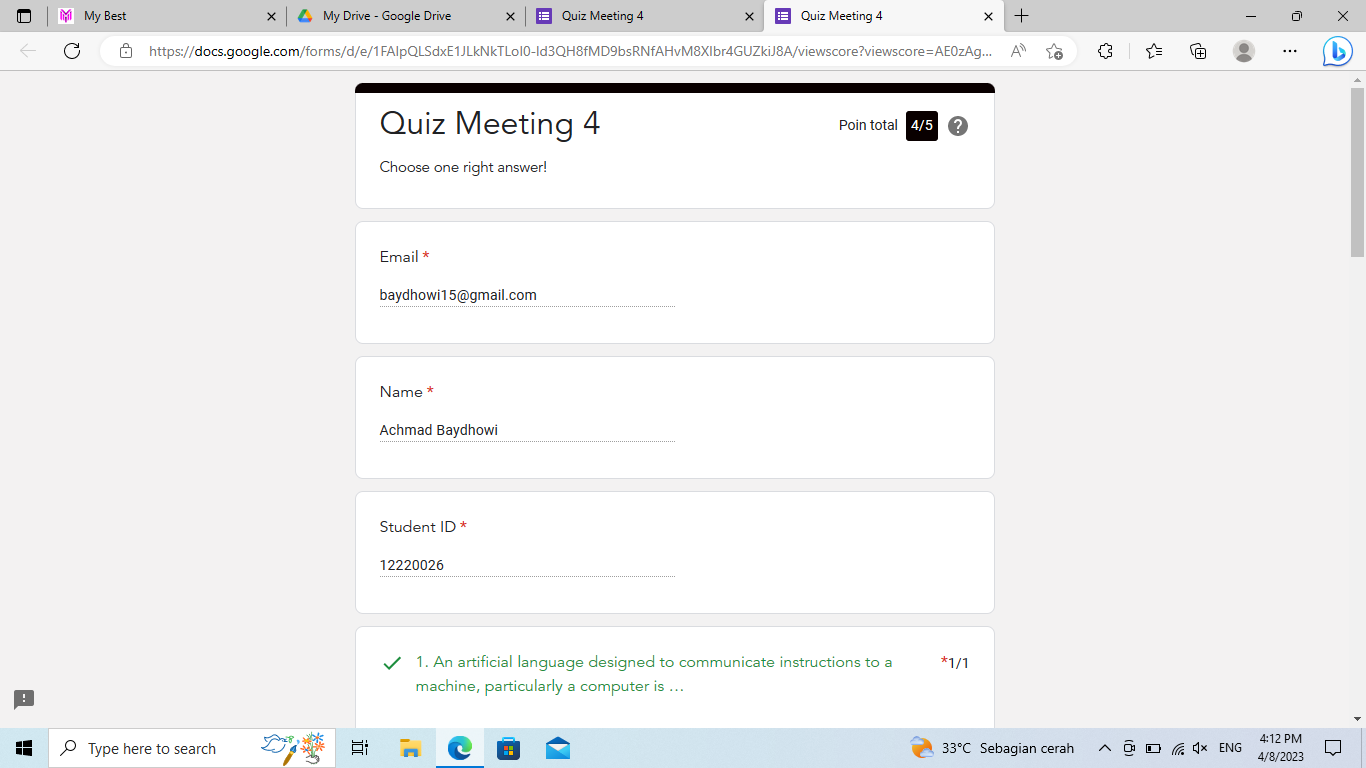 My Best
My Drive - Google Drive
Quiz Meeting 4
Quiz Meeting 4
https://docs.google.com/forms/d/e/1FAIpQLSdxE1JLkNkTLoI0-Id3QH8fMD9bsRNfAHvM8XIbr4GUZkiJ8A/viewscore?viewscore=AE0zAg...
Quiz Meeting 4
Poin total 4/5
Choose one right answer!
Email *
baydhowi15@gmail.com
Name *
Achmad Baydhowi
Student ID *
12220026
1. An artificial language designed to communicate instructions to a
machine, particularly a computer is …
*1/1
Type here to search
33°C Sebagian cerah
ENG
4:12 PM
4/8/2023